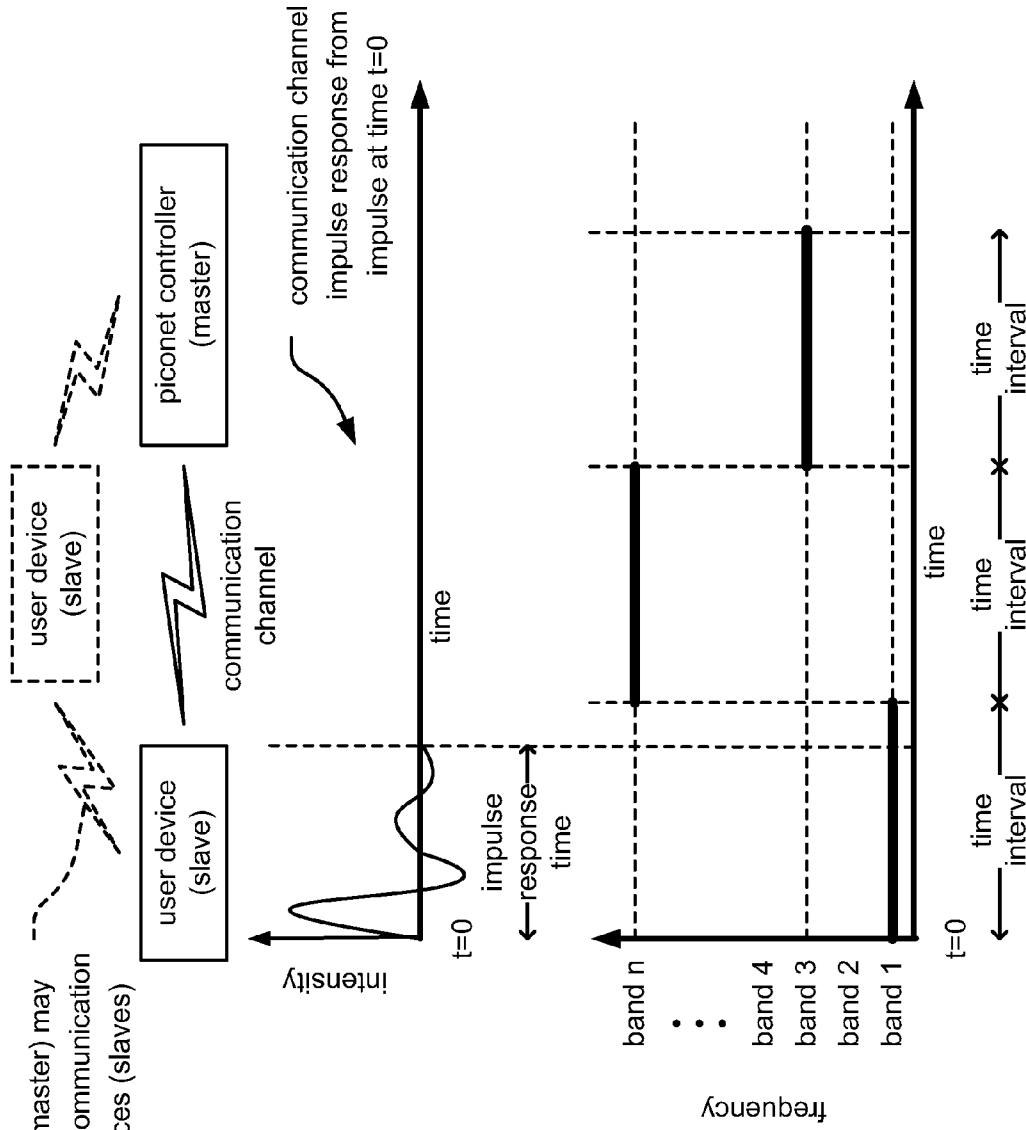 master) may
ommunication
ces (slaves)
user device
(slave)
user device
(slave)
piconet controller
(master)
communication
channel
communication channel
impulse response from
impulse at time t=0
intensity
time
t=0
impulse
response
time
frequency
band n
band 4
band 3
band 2
band 1
t=0
time
time
interval
time
interval
time
interval